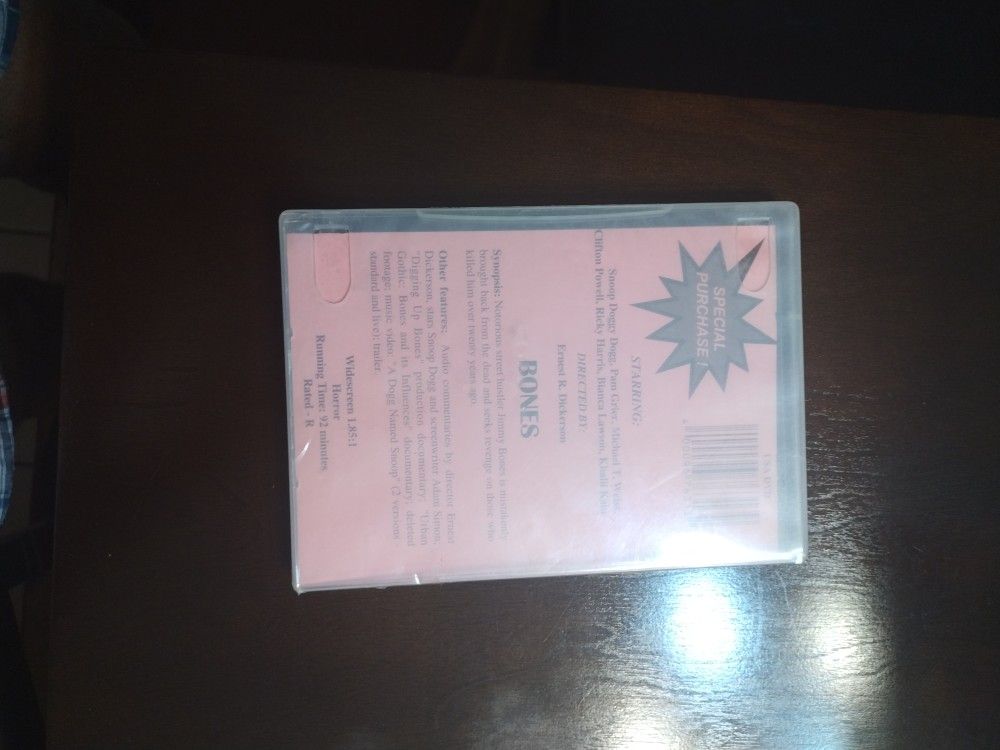 SPECIAL
PURCHASE !
STARRING:
Snoop Doggy Dogg, Pam Grier, Michael T. Weiss,
Clifton Powell, Ricky Harris, Bianca Lawson, Khalil Kain
DIRECTED BY:
Ernest R. Dickerson
BONES
Synopsis: Notorious street hustler Jimmy Bones is mistakenly
brought back from the dead and seeks revenge on those who
killed him over twenty years ago.
Other features: Audio commentaries by director Ernest
Dickerson, stars Snoop Dogg and screenwriter Adam Simon;
"Digging Up Bones" production documentary; "Urban
Gothic: Bones and its Influences" documentary; deleted
footage; music video: "A Dogg Named Snoop" (2 versions -
standard and live); trailer
Widescreen 1.85:1
Horror
Running Time: 92 minutes
Rated - R